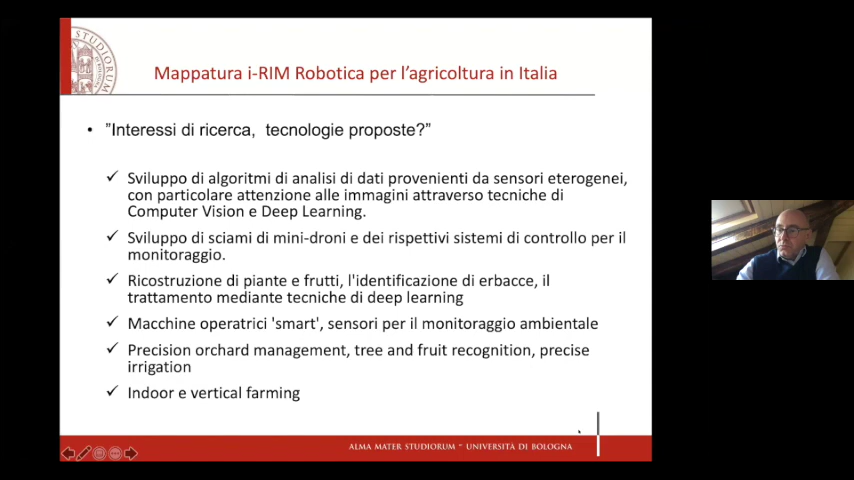 STUDIORUM
Mappatura i-RIM Robotica per l'agricoltura in Italia
• "Interessi di ricerca, tecnologie proposte?"
✓ Sviluppo di algoritmi di analisi di dati provenienti da sensori eterogenei,
con particolare attenzione alle immagini attraverso tecniche di
Computer Vision e Deep Learning.
✓ Sviluppo di sciami di mini-droni e dei rispettivi sistemi di controllo per il
monitoraggio.
✓ Ricostruzione di piante e frutti, l'identificazione di erbacce, il
trattamento mediante tecniche di deep learning
✓ Macchine operatrici 'smart', sensori per il monitoraggio ambientale
✓ Precision orchard management, tree and fruit recognition, precise
irrigation
✓ Indoor e vertical farming
ALMA MATER STUDIORUM ~ UNIVERSITÀ DI BOLOGNA